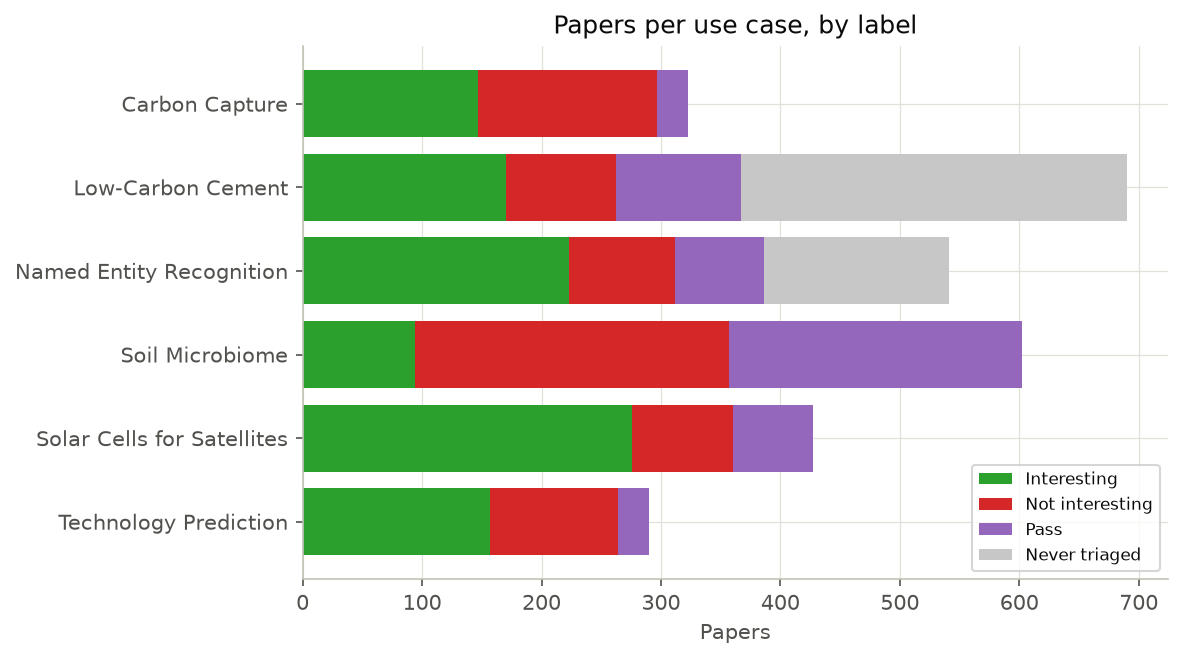 Papers per use case, by label
Carbon Capture
Low-Carbon Cement
Named Entity Recognition
Soil Microbiome
Solar Cells for Satellites
Technology Prediction
Interesting
Not interesting
Pass
Never triaged
0 100 200 300 400 500 600 700
Papers